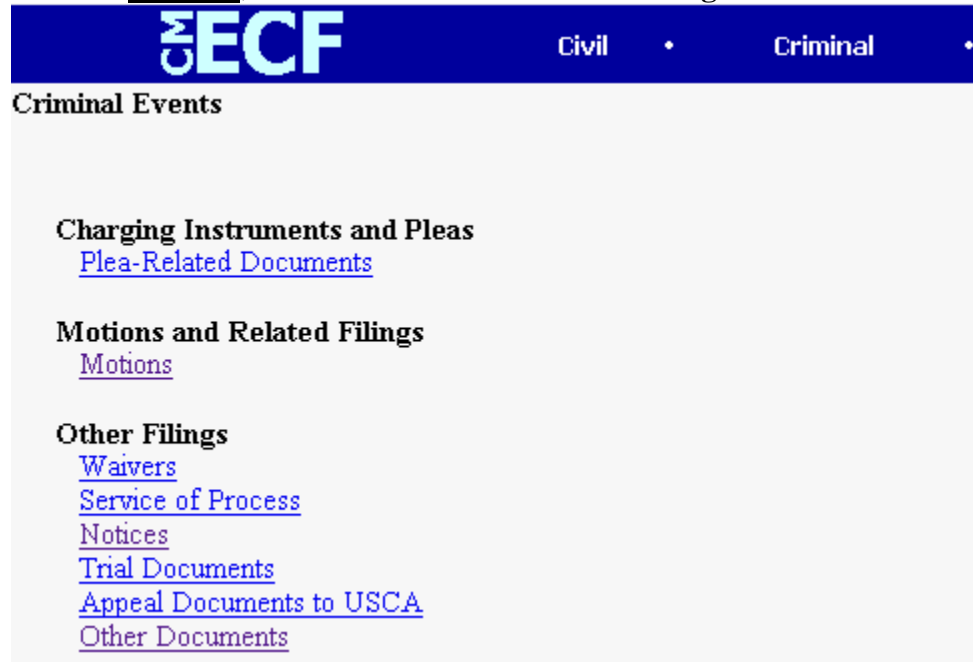 CM ECF Civil • Criminal •
Criminal Events
Charging Instruments and Pleas
Plea-Related Documents
Motions and Related Filings
Motions
Other Filings
Waivers
Service of Process
Notices
Trial Documents
Appeal Documents to USCA
Other Documents